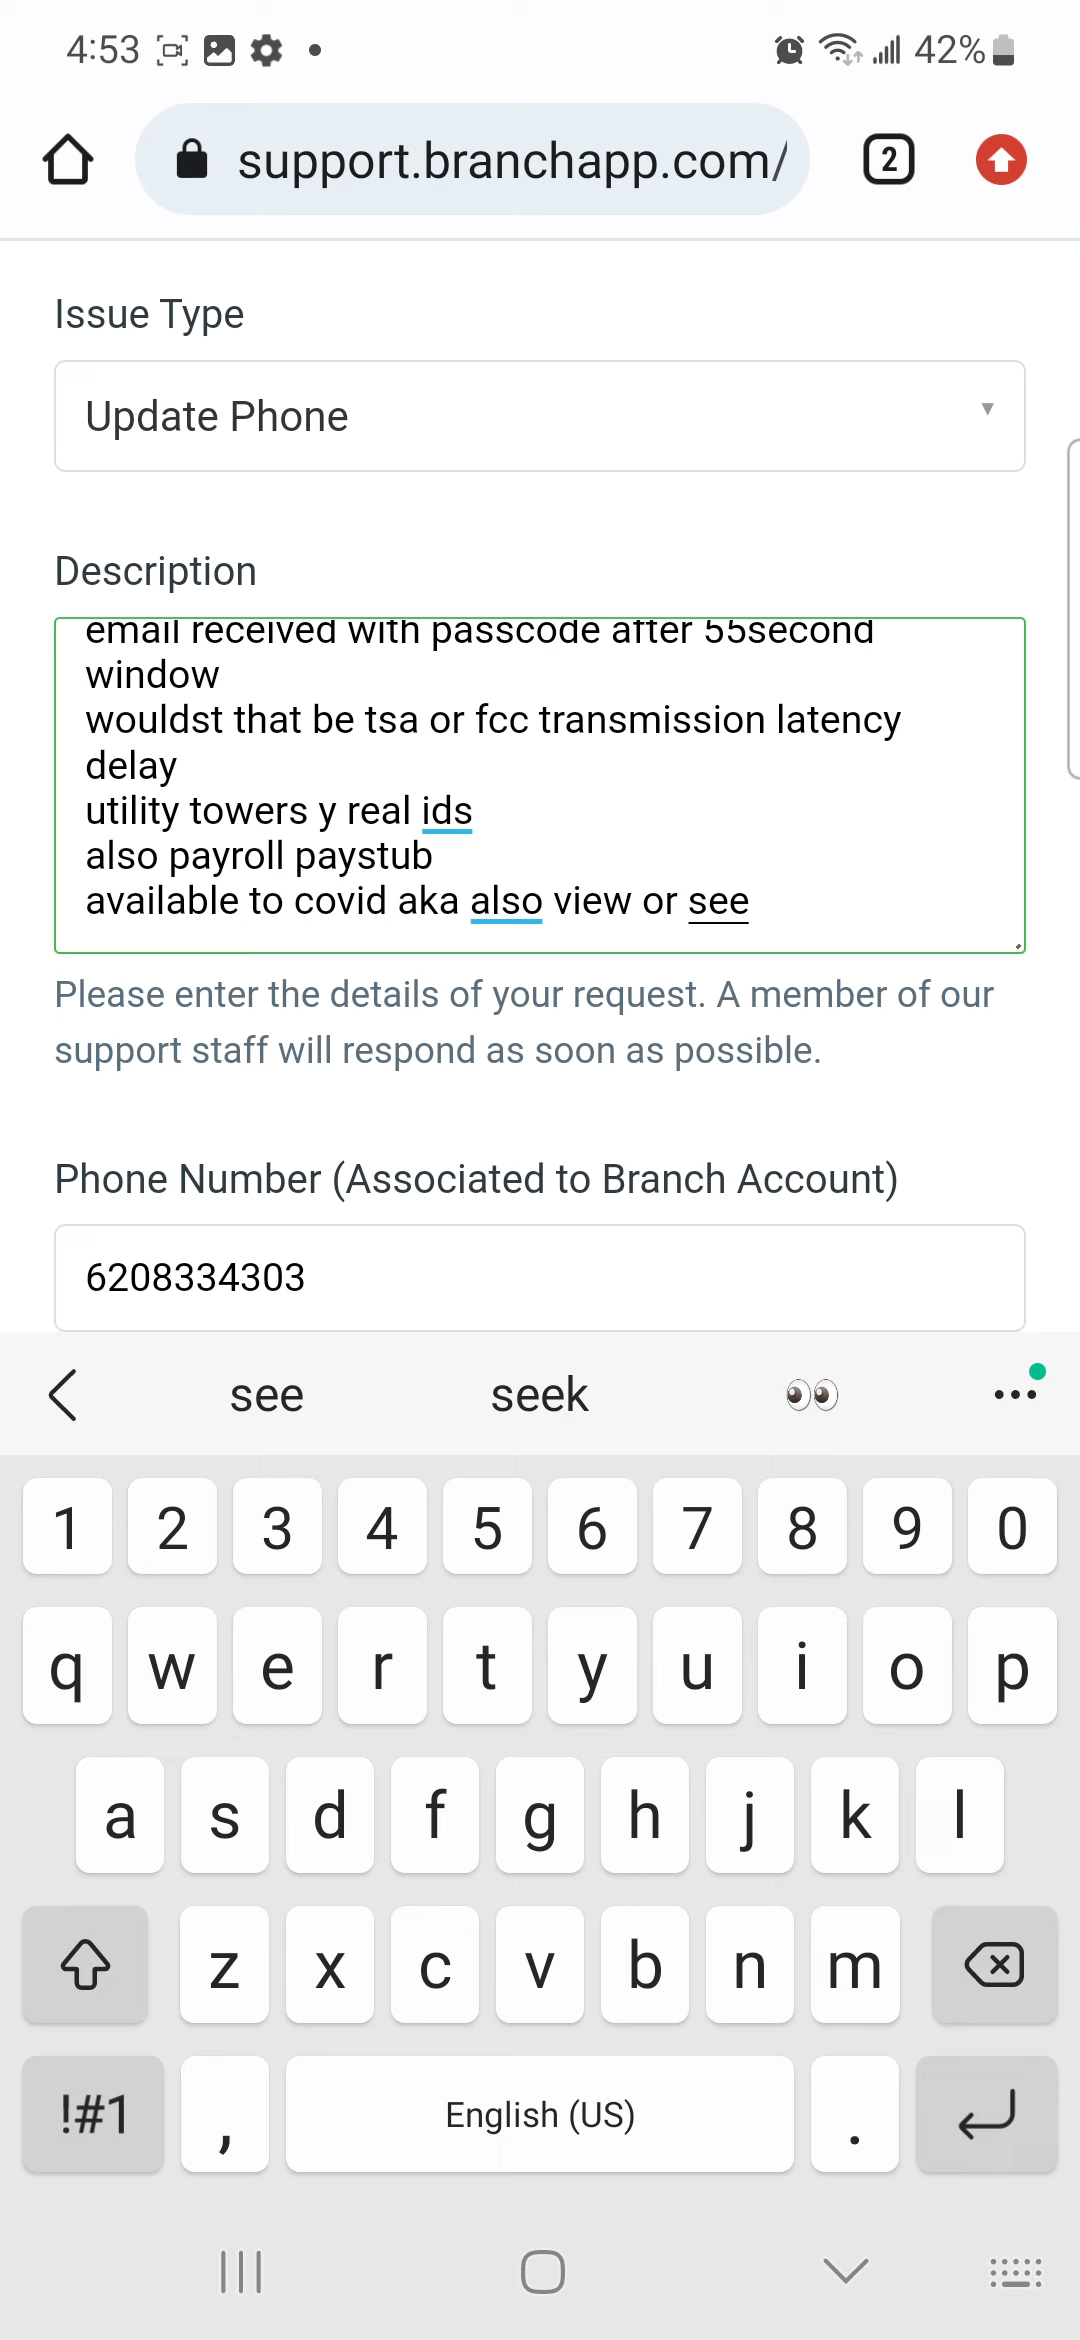 4:53
42%
support.branchapp.com/
2
Issue Type
Update Phone
Description
email received with passcode after 55second
window
wouldst that be tsa or fcc transmission latency
delay
utility towers y real ids
also payroll paystub
available to covid aka also view or see
Please enter the details of your request. A member of our
support staff will respond as soon as possible.
Phone Number (Associated to Branch Account)
6208334303
see seek
1 2 3 4 5 6 7 8 9 0
q w e r t y u i o p
a s d f g h j k l
z x c v b n m
!#1 , English (US) .